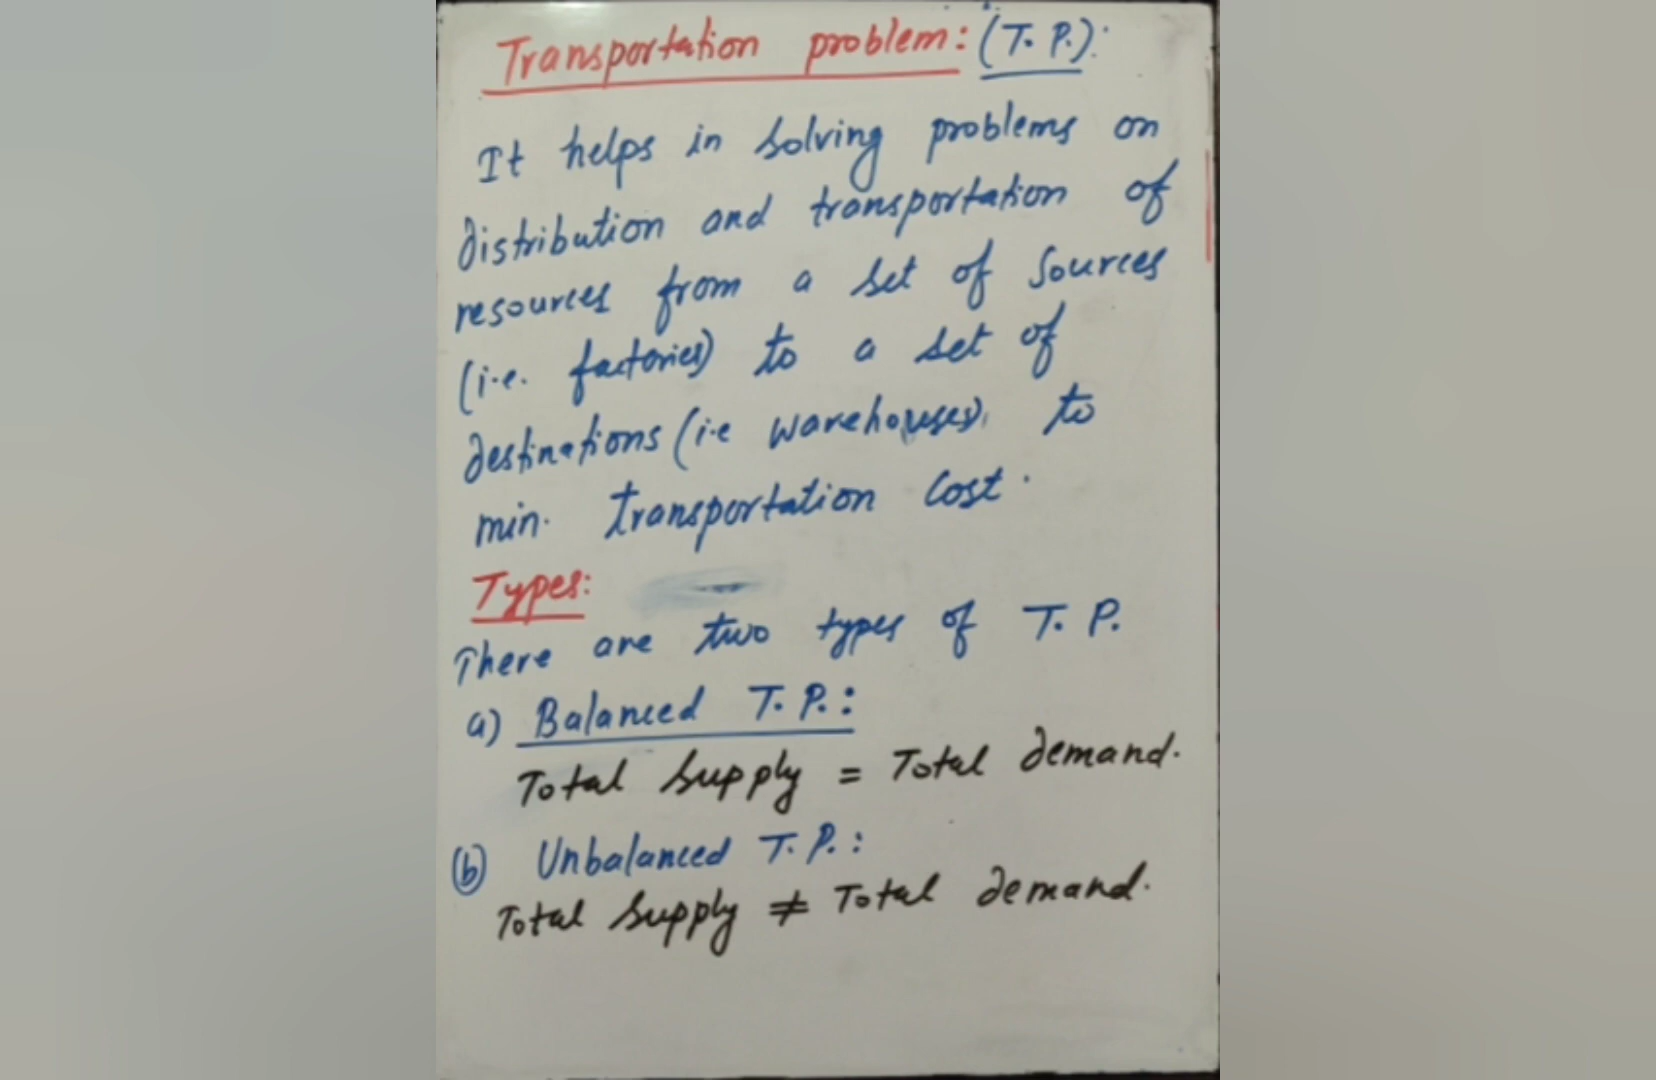 Transportation problem: (T. P.):
It helps in solving problems on
distribution and transportation of
resources from a set of sources
(i.e. factories) to a set of
destinations (i.e warehouses) to
min. transportation cost.
Types:
There are two types of T. P.
a) Balanced T. P. :
Total supply = Total demand.
(b) Unbalanced T. P. :
Total supply ≠ Total demand.